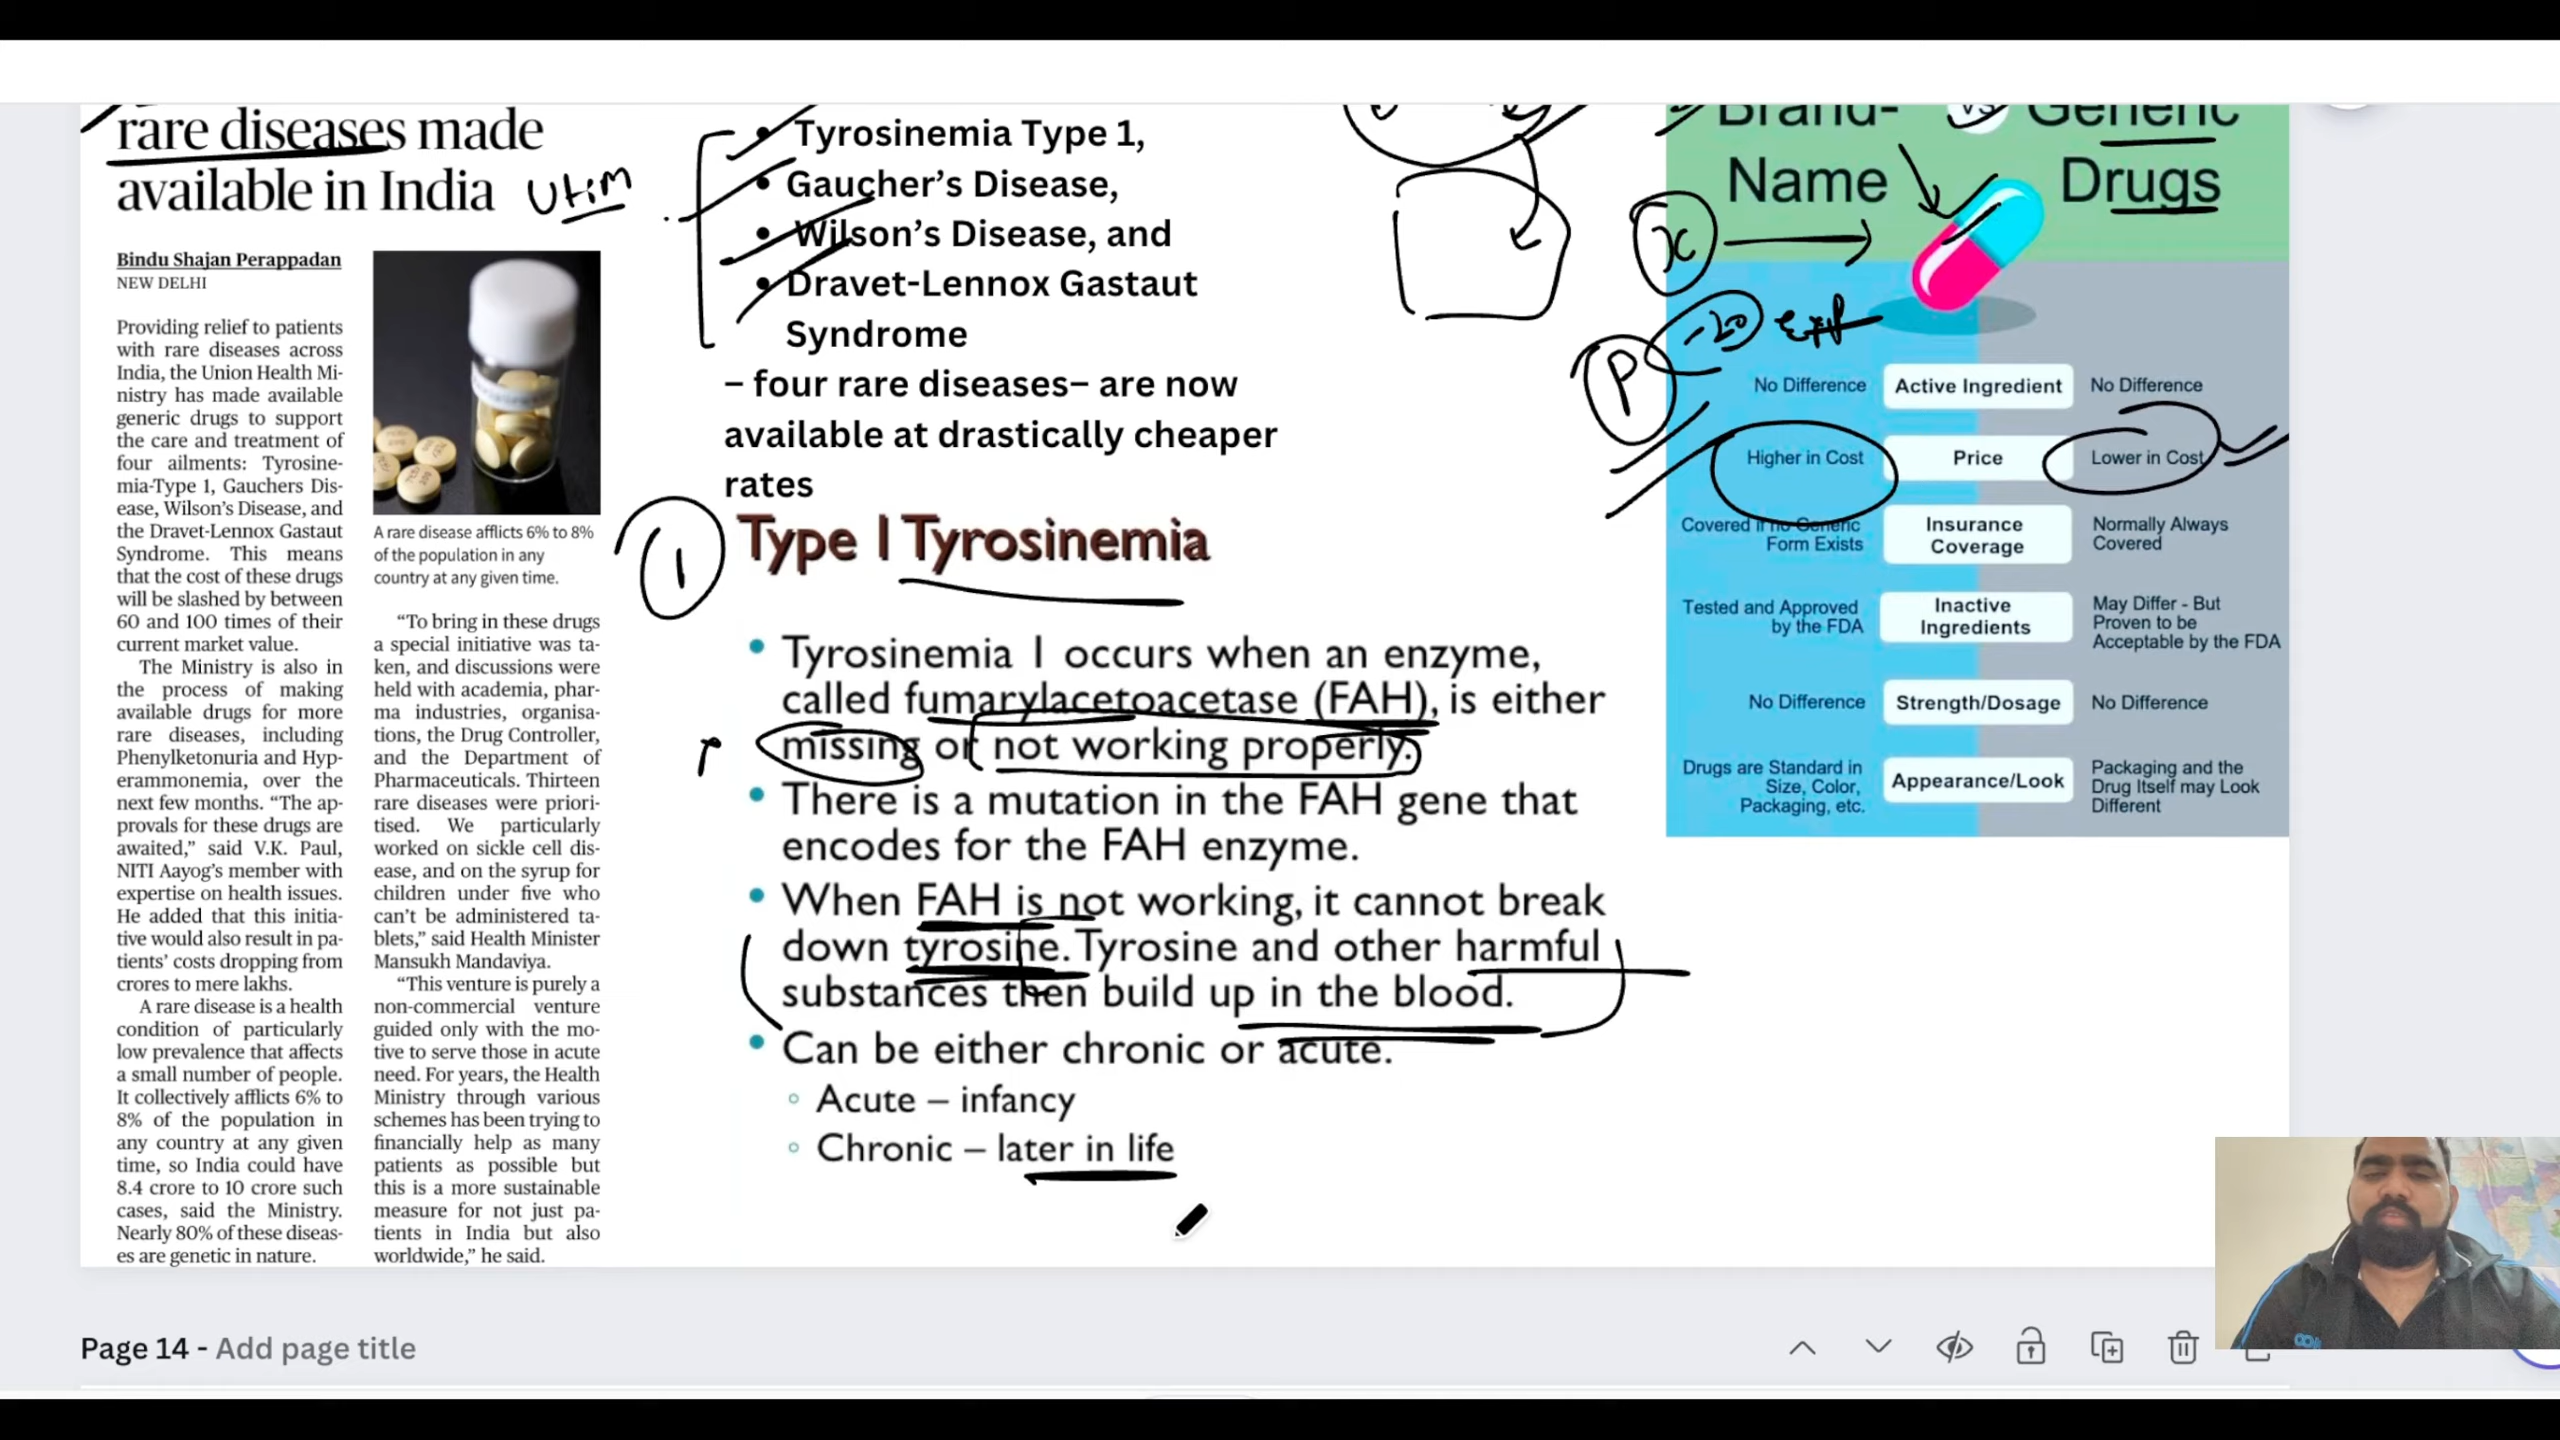 rare diseases made
available in India
Bindu Shajan Perappadan
NEW DELHI
Providing relief to patients
with rare diseases across
India, the Union Health Mi-
nistry has made available
generic drugs to support
the care and treatment of
four ailments: Tyrosine-
mia-Type 1, Gauchers Dis-
ease, Wilson's Disease, and
the Dravet-Lennox Gastaut
Syndrome. This means
that the cost of these drugs
will be slashed by between
60 and 100 times of their
current market value.
The Ministry is also in
the process of making
available drugs for more
rare diseases, including
Phenylketonuria and Hyp-
erammonemia, over the
next few months. “The ap-
provals for these drugs are
awaited,” said V.K. Paul,
NITI Aayog's member with
expertise on health issues.
He added that this initia-
tive would also result in pa-
tients' costs dropping from
crores to mere lakhs.
A rare disease is a health
condition of particularly
low prevalence that affects
a small number of people.
It collectively afflicts 6% to
8% of the population in
any country at any given
time, so India could have
8.4 crore to 10 crore such
cases, said the Ministry.
Nearly 80% of these diseas-
es are genetic in nature.
A rare disease afflicts 6% to 8%
of the population in any
country at any given time.
“To bring in these drugs
a special initiative was ta-
ken, and discussions were
held with academia, phar-
ma industries, organisa-
tions, the Drug Controller,
and the Department of
Pharmaceuticals. Thirteen
rare diseases were priori-
tised. We particularly
worked on sickle cell dis-
ease, and on the syrup for
children under five who
can't be administered ta-
blets,” said Health Minister
Mansukh Mandaviya.
“This venture is purely a
non-commercial venture
guided only with the mo-
tive to serve those in acute
need. For years, the Health
Ministry through various
schemes has been trying to
financially help as many
patients as possible but
this is a more sustainable
measure for not just pa-
tients in India but also
worldwide,” he said.
• Tyrosinemia Type 1,
• Gaucher's Disease,
• Wilson's Disease, and
• Dravet-Lennox Gastaut
Syndrome
– four rare diseases– are now
available at drastically cheaper
rates
1
Type I Tyrosinemia
• Tyrosinemia I occurs when an enzyme,
called fumarylacetoacetase (FAH), is either
missing or not working properly.
• There is a mutation in the FAH gene that
encodes for the FAH enzyme.
• When FAH is not working, it cannot break
down tyrosine. Tyrosine and other harmful
substances then build up in the blood.
• Can be either chronic or acute.
◦ Acute – infancy
◦ Chronic – later in life
Brand- vs Generic
Name Drugs
x
P
No Difference Active Ingredient No Difference
Higher in Cost Price Lower in Cost
Covered if no Generic
Form Exists
Insurance
Coverage
Normally Always
Covered
Tested and Approved
by the FDA
Inactive
Ingredients
May Differ - But
Proven to be
Acceptable by the FDA
No Difference Strength/Dosage No Difference
Drugs are Standard in
Size, Color,
Packaging, etc.
Appearance/Look
Packaging and the
Drug Itself may Look
Different
Page 14 - Add page title